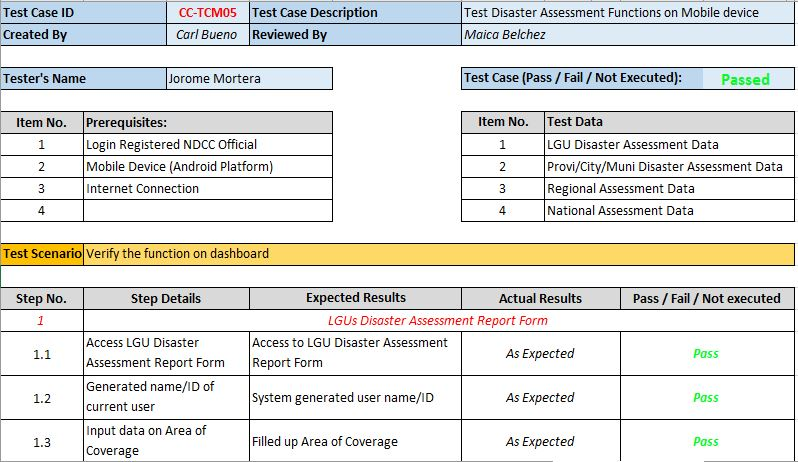 Test Case ID CC-TCM05 Test Case Description Test Disaster Assessment Functions on Mobile device
Created By Carl Bueno Reviewed By Maica Belchez
Tester's Name Jorome Mortera Test Case (Pass / Fail / Not Executed): Passed
Item No. Prerequisites: Item No. Test Data
1 Login Registered NDCC Official 1 LGU Disaster Assessment Data
2 Mobile Device (Android Platform) 2 Provi/City/Muni Disaster Assessment Data
3 Internet Connection 3 Regional Assessment Data
4 4 National Assessment Data
Test Scenario Verify the function on dashboard
Step No. Step Details Expected Results Actual Results Pass / Fail / Not executed
1 LGUs Disaster Assessment Report Form
1.1 Access LGU Disaster Assessment Report Form Access to LGU Disaster Assessment Report Form As Expected Pass
1.2 Generated name/ID of current user System generated user name/ID As Expected Pass
1.3 Input data on Area of Coverage Filled up Area of Coverage As Expected Pass